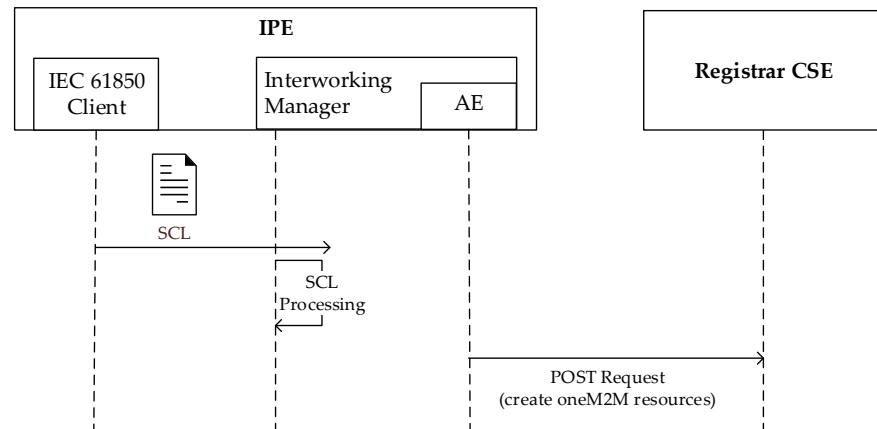 IPE
IEC 61850
Client
Interworking
Manager
AE
Registrar CSE
SCL
SCL
Processing
POST Request
(create oneM2M resources)